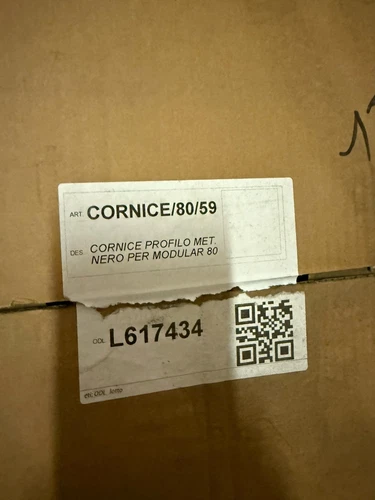 ART. CORNICE/80/59
DES. CORNICE PROFILO MET.
NERO PER MODULAR 80
ODL L617434